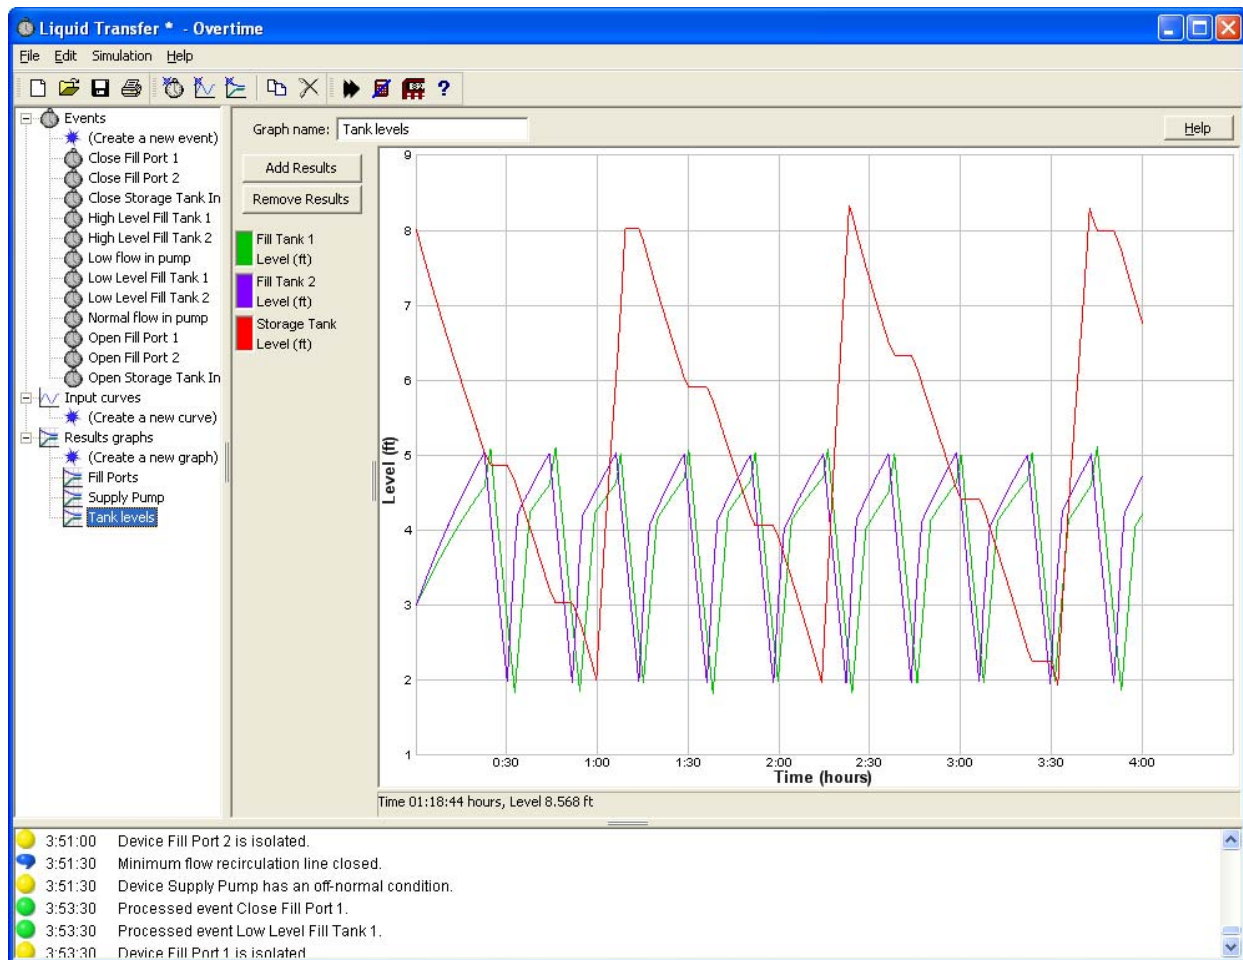 Liquid Transfer * - Overtime
File Edit Simulation Help
Events
(Create a new event)
Close Fill Port 1
Close Fill Port 2
Close Storage Tank In
High Level Fill Tank 1
High Level Fill Tank 2
Low flow in pump
Low Level Fill Tank 1
Low Level Fill Tank 2
Normal flow in pump
Open Fill Port 1
Open Fill Port 2
Open Storage Tank In
Input curves
(Create a new curve)
Results graphs
(Create a new graph)
Fill Ports
Supply Pump
Tank levels
Graph name: Tank levels
Help
Add Results
Remove Results
Fill Tank 1
Level (ft)
Fill Tank 2
Level (ft)
Storage Tank
Level (ft)
9
8
7
6
5
4
3
2
1
Level (ft)
0:30 1:00 1:30 2:00 2:30 3:00 3:30 4:00
Time (hours)
Time 01:18:44 hours, Level 8.568 ft
3:51:00 Device Fill Port 2 is isolated.
3:51:30 Minimum flow recirculation line closed.
3:51:30 Device Supply Pump has an off-normal condition.
3:53:30 Processed event Close Fill Port 1.
3:53:30 Processed event Low Level Fill Tank 1.
3:53:30 Device Fill Port 1 is isolated